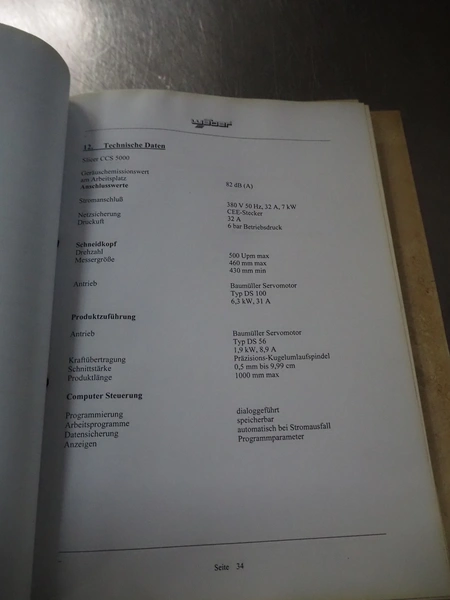 weber
12. Technische Daten
Slicer CCS 5000
Geräuschemissionswert
am Arbeitsplatz 82 dB (A)
Anschlusswerte
Stromanschluß 380 V 50 Hz, 32 A, 7 kW
CEE-Stecker
Netzsicherung 32 A
Druckluft 6 bar Betriebsdruck
Schneidkopf
Drehzahl 500 Upm max
Messergröße 460 mm max
430 mm min
Antrieb Baumüller Servomotor
Typ DS 100
6,3 kW, 31 A
Produktzuführung
Antrieb Baumüller Servomotor
Typ DS 56
1,9 kW, 8,9 A
Kraftübertragung Präzisions-Kugelumlaufspindel
Schnittstärke 0,5 mm bis 9,99 cm
Produktlänge 1000 mm max
Computer Steuerung
Programmierung dialoggeführt
Arbeitsprogramme speicherbar
Datensicherung automatisch bei Stromausfall
Anzeigen Programmparameter
Seite 34